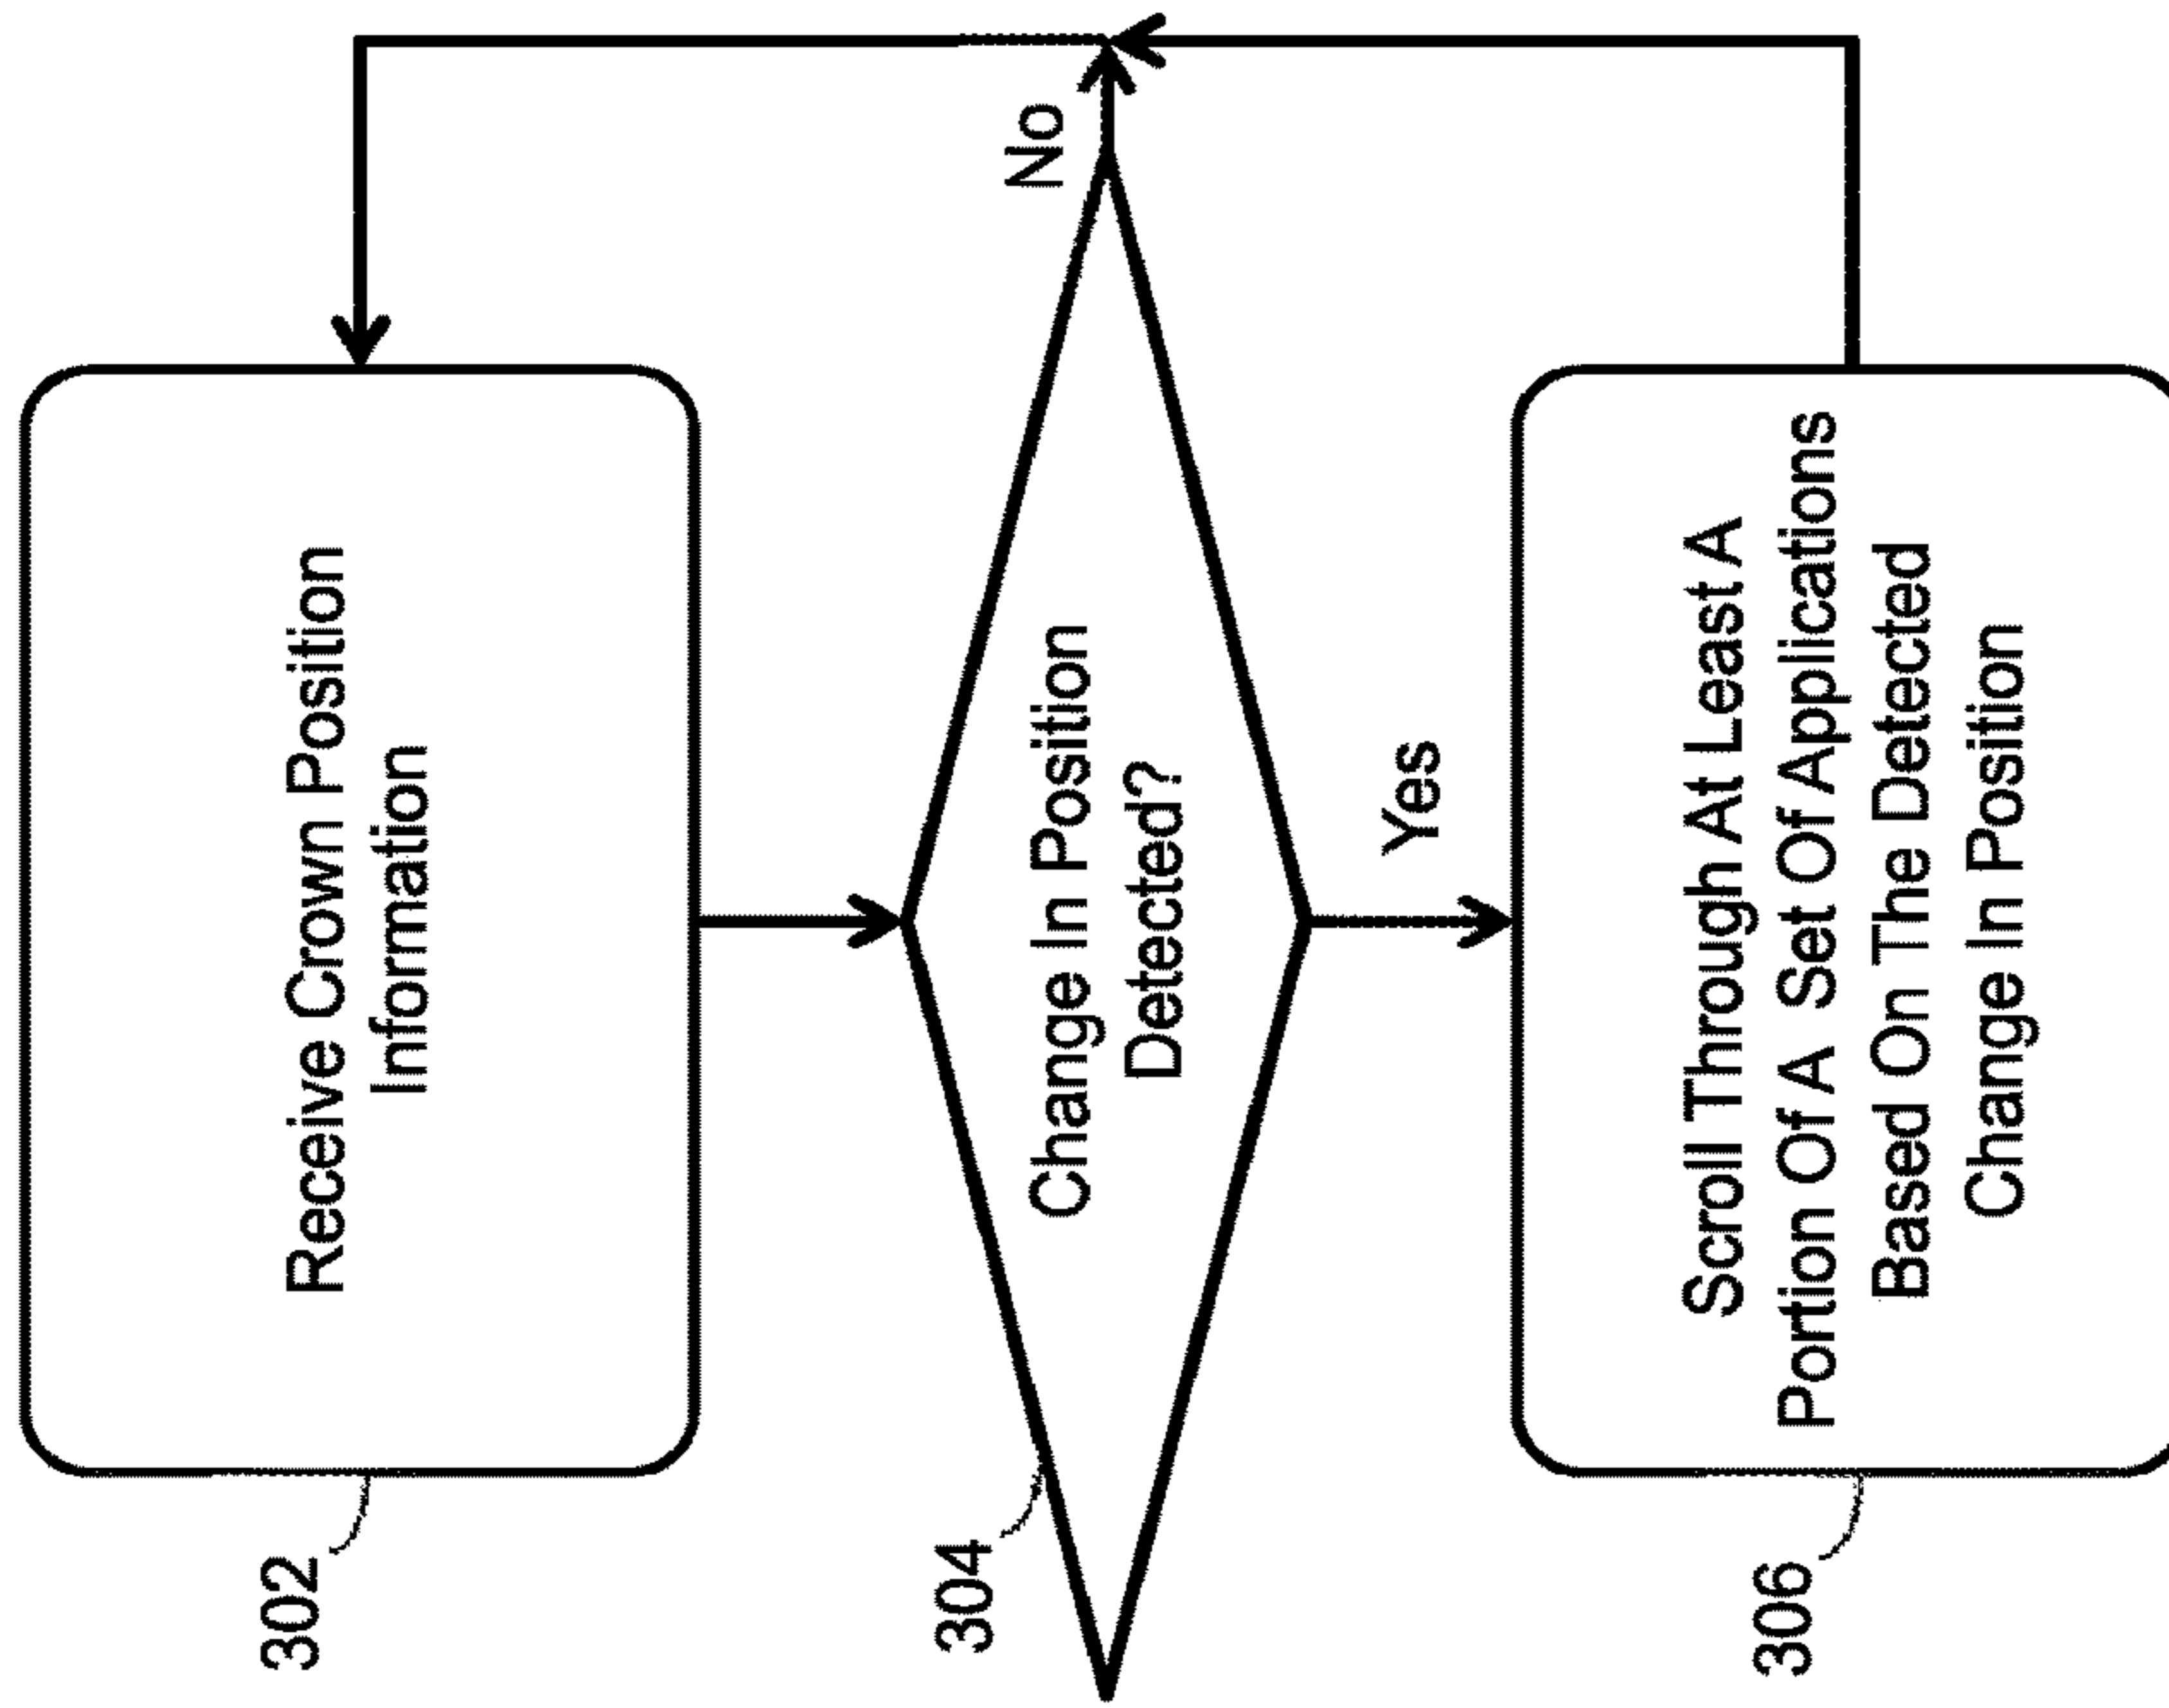 302
Receive Crown Position
Information
304
Change In Position
Detected?
No
Yes
306
Scroll Through At Least A
Portion Of A Set Of Applications
Based On The Detected
Change In Position